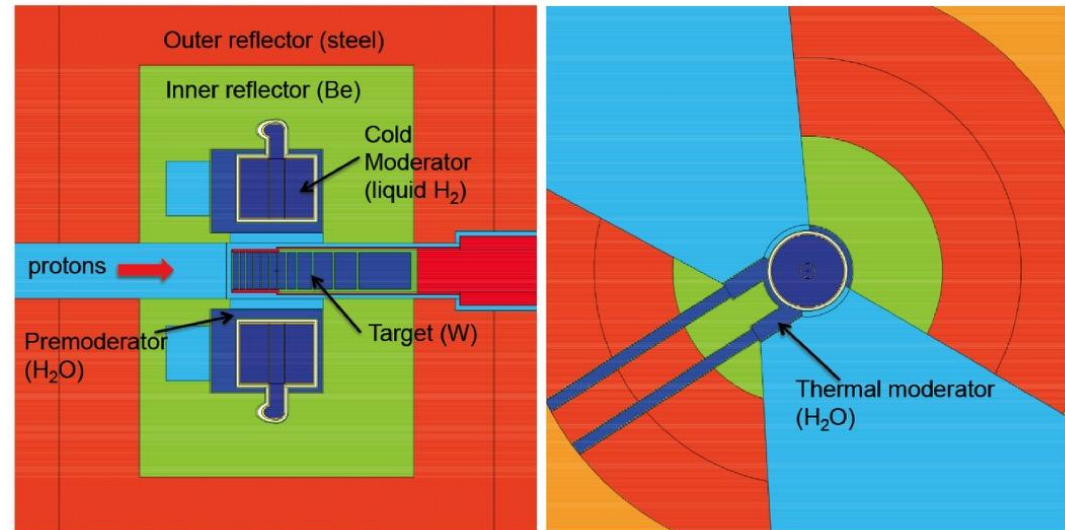 Outer reflector (steel)
Inner reflector (Be)
Cold
Moderator
(liquid H₂)
protons
Premoderator
(H₂O)
Target (W)
Thermal moderator
(H₂O)